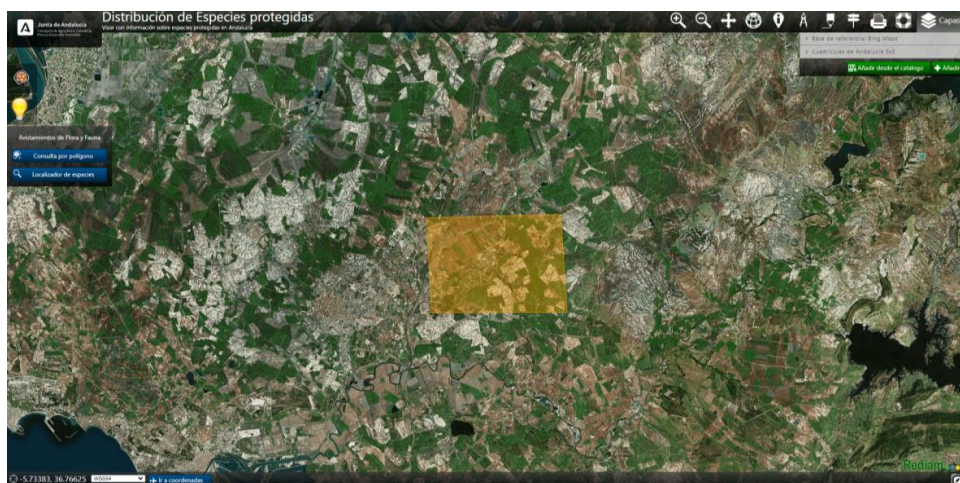 Junta de Andalucía
Distribución de Especies protegidas
Visor con información sobre especies protegidas en Andalucía
Capas
Base de referencia: Bing Maps
Cuadrículas de Andalucía 5x5
Añadir desde el catalogo
Añadir
Avistamientos de Flora y Fauna
Consulta por polígono
Localizador de especies
Rediam
-5.73383, 36.76625
WGS84
Ir a coordenadas